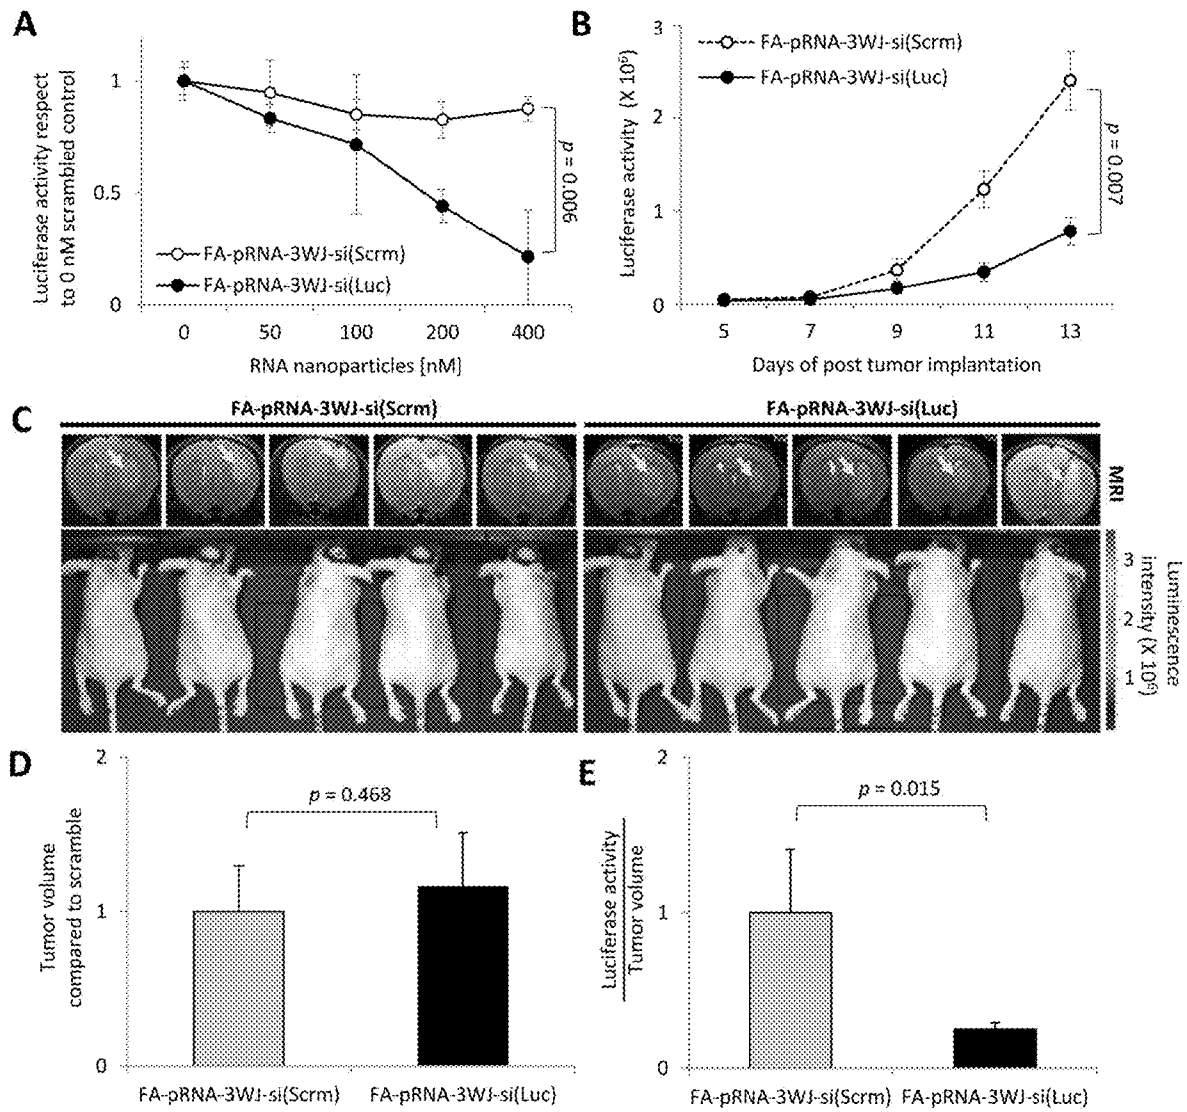 A
Luciferase activity respect
to 0 nM scrambled control
1
0.5
0
FA-pRNA-3WJ-si(Scrm)
FA-pRNA-3WJ-si(Luc)
p = 0.006
0 50 100 200 400
RNA nanoparticles [nM]
B
Luciferase activity (X 10⁶)
3
2
1
0
FA-pRNA-3WJ-si(Scrm)
FA-pRNA-3WJ-si(Luc)
p = 0.007
5 7 9 11 13
Days of post tumor implantation
C
FA-pRNA-3WJ-si(Scrm)
FA-pRNA-3WJ-si(Luc)
MRI
3
2
1
Luminescence
intensity (X 10⁶)
D
Tumor volume
compared to scramble
2
1
0
p = 0.468
FA-pRNA-3WJ-si(Scrm)
FA-pRNA-3WJ-si(Luc)
E
Luciferase activity
Tumor volume
2
1
0
p = 0.015
FA-pRNA-3WJ-si(Scrm)
FA-pRNA-3WJ-si(Luc)